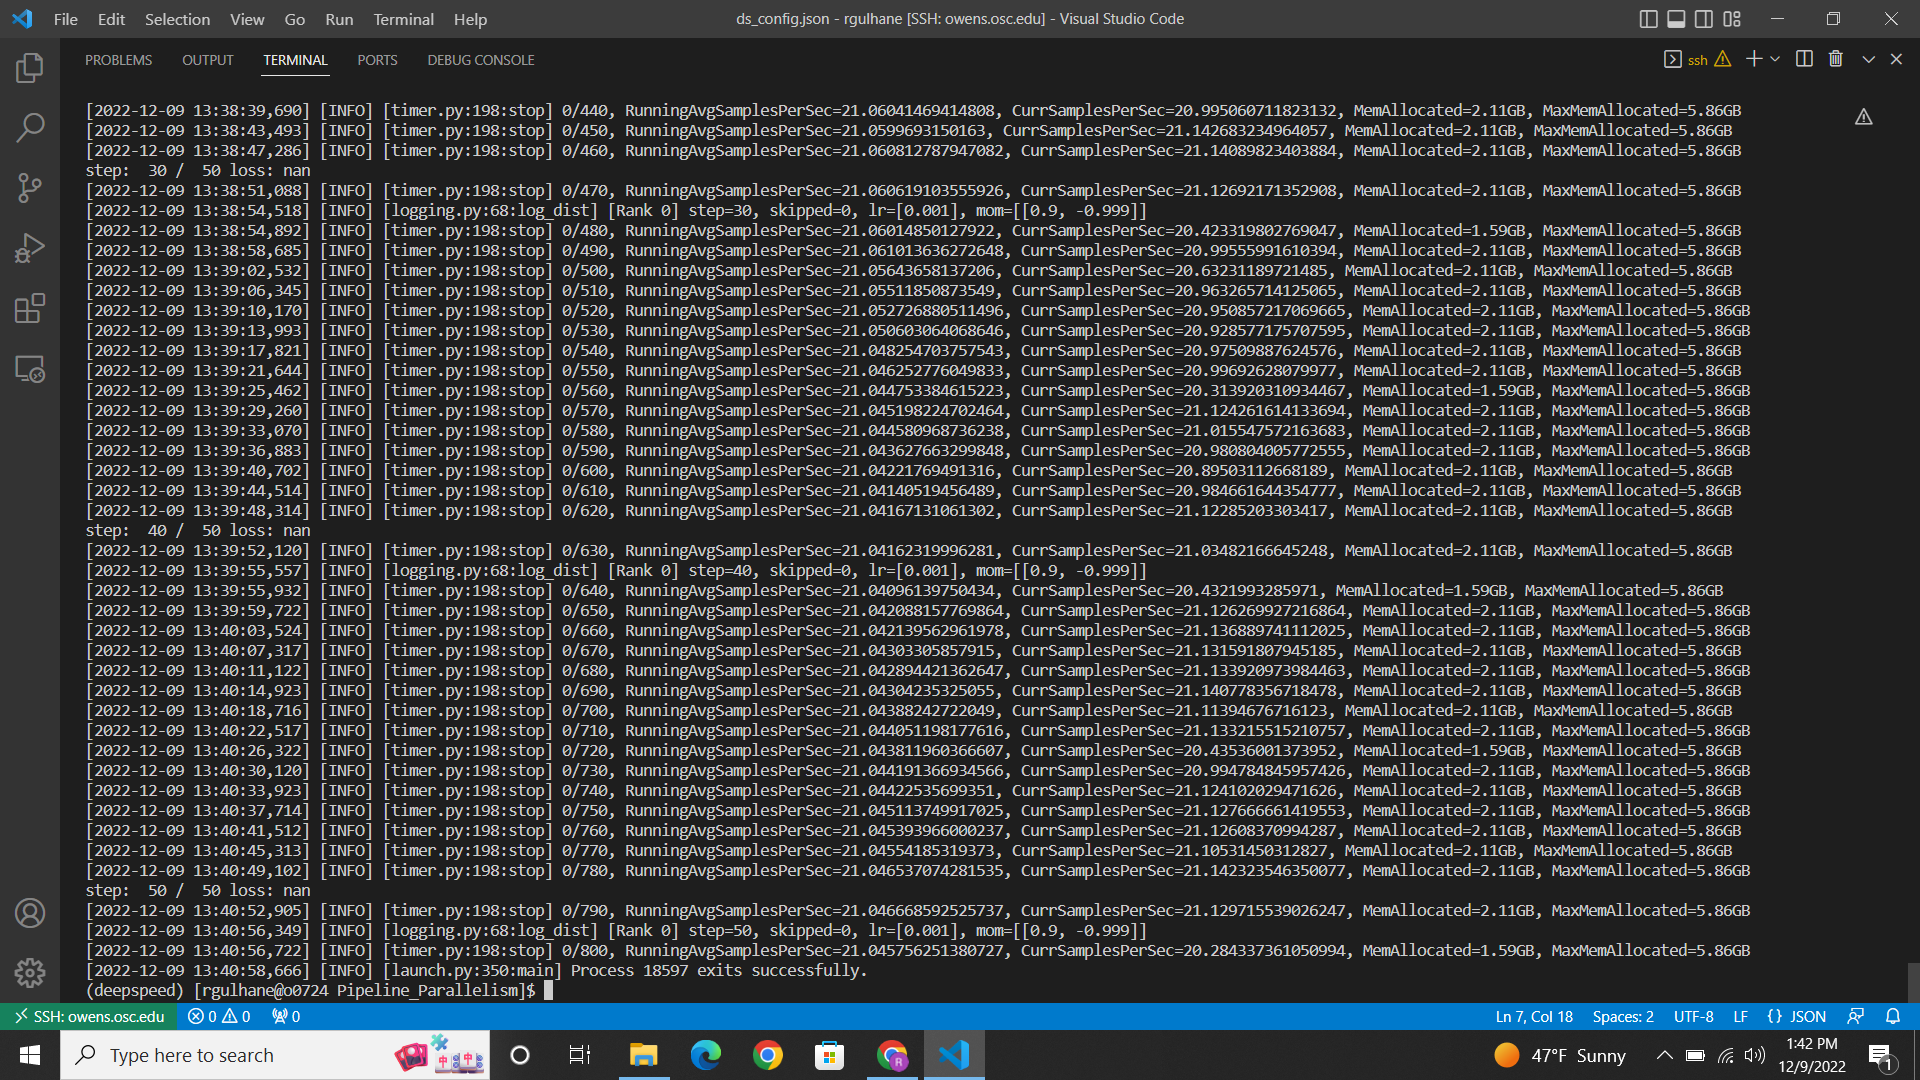 File Edit Selection View Go Run Terminal Help
ds_config.json - rgulhane [SSH: owens.osc.edu] - Visual Studio Code
PROBLEMS OUTPUT TERMINAL PORTS DEBUG CONSOLE
ssh
[2022-12-09 13:38:39,690] [INFO] [timer.py:198:stop] 0/440, RunningAvgSamplesPerSec=21.06041469414808, CurrSamplesPerSec=20.995060711823132, MemAllocated=2.11GB, MaxMemAllocated=5.86GB
[2022-12-09 13:38:43,493] [INFO] [timer.py:198:stop] 0/450, RunningAvgSamplesPerSec=21.0599693150163, CurrSamplesPerSec=21.142683234964057, MemAllocated=2.11GB, MaxMemAllocated=5.86GB
[2022-12-09 13:38:47,286] [INFO] [timer.py:198:stop] 0/460, RunningAvgSamplesPerSec=21.060812787947082, CurrSamplesPerSec=21.14089823403884, MemAllocated=2.11GB, MaxMemAllocated=5.86GB
step:  30 /  50 loss: nan
[2022-12-09 13:38:51,088] [INFO] [timer.py:198:stop] 0/470, RunningAvgSamplesPerSec=21.060619103555926, CurrSamplesPerSec=21.12692171352908, MemAllocated=2.11GB, MaxMemAllocated=5.86GB
[2022-12-09 13:38:54,518] [INFO] [logging.py:68:log_dist] [Rank 0] step=30, skipped=0, lr=[0.001], mom=[[0.9, -0.999]]
[2022-12-09 13:38:54,892] [INFO] [timer.py:198:stop] 0/480, RunningAvgSamplesPerSec=21.06014850127922, CurrSamplesPerSec=20.423319802769047, MemAllocated=1.59GB, MaxMemAllocated=5.86GB
[2022-12-09 13:38:58,685] [INFO] [timer.py:198:stop] 0/490, RunningAvgSamplesPerSec=21.061013636272648, CurrSamplesPerSec=20.99555991610394, MemAllocated=2.11GB, MaxMemAllocated=5.86GB
[2022-12-09 13:39:02,532] [INFO] [timer.py:198:stop] 0/500, RunningAvgSamplesPerSec=21.05643658137206, CurrSamplesPerSec=20.63231189721485, MemAllocated=2.11GB, MaxMemAllocated=5.86GB
[2022-12-09 13:39:06,345] [INFO] [timer.py:198:stop] 0/510, RunningAvgSamplesPerSec=21.05511850873549, CurrSamplesPerSec=20.963265714125065, MemAllocated=2.11GB, MaxMemAllocated=5.86GB
[2022-12-09 13:39:10,170] [INFO] [timer.py:198:stop] 0/520, RunningAvgSamplesPerSec=21.052726880511496, CurrSamplesPerSec=20.950857217069665, MemAllocated=2.11GB, MaxMemAllocated=5.86GB
[2022-12-09 13:39:13,993] [INFO] [timer.py:198:stop] 0/530, RunningAvgSamplesPerSec=21.050603064068646, CurrSamplesPerSec=20.928577175707595, MemAllocated=2.11GB, MaxMemAllocated=5.86GB
[2022-12-09 13:39:17,821] [INFO] [timer.py:198:stop] 0/540, RunningAvgSamplesPerSec=21.048254703757543, CurrSamplesPerSec=20.97509887624576, MemAllocated=2.11GB, MaxMemAllocated=5.86GB
[2022-12-09 13:39:21,644] [INFO] [timer.py:198:stop] 0/550, RunningAvgSamplesPerSec=21.046252776049833, CurrSamplesPerSec=20.99692628079977, MemAllocated=2.11GB, MaxMemAllocated=5.86GB
[2022-12-09 13:39:25,462] [INFO] [timer.py:198:stop] 0/560, RunningAvgSamplesPerSec=21.044753384615223, CurrSamplesPerSec=20.313920310934467, MemAllocated=1.59GB, MaxMemAllocated=5.86GB
[2022-12-09 13:39:29,260] [INFO] [timer.py:198:stop] 0/570, RunningAvgSamplesPerSec=21.045198224702464, CurrSamplesPerSec=21.124261614133694, MemAllocated=2.11GB, MaxMemAllocated=5.86GB
[2022-12-09 13:39:33,070] [INFO] [timer.py:198:stop] 0/580, RunningAvgSamplesPerSec=21.044580968736238, CurrSamplesPerSec=21.015547572163683, MemAllocated=2.11GB, MaxMemAllocated=5.86GB
[2022-12-09 13:39:36,883] [INFO] [timer.py:198:stop] 0/590, RunningAvgSamplesPerSec=21.043627663299848, CurrSamplesPerSec=20.980804005772555, MemAllocated=2.11GB, MaxMemAllocated=5.86GB
[2022-12-09 13:39:40,702] [INFO] [timer.py:198:stop] 0/600, RunningAvgSamplesPerSec=21.04221769491316, CurrSamplesPerSec=20.89503112668189, MemAllocated=2.11GB, MaxMemAllocated=5.86GB
[2022-12-09 13:39:44,514] [INFO] [timer.py:198:stop] 0/610, RunningAvgSamplesPerSec=21.04140519456489, CurrSamplesPerSec=20.984661644354777, MemAllocated=2.11GB, MaxMemAllocated=5.86GB
[2022-12-09 13:39:48,314] [INFO] [timer.py:198:stop] 0/620, RunningAvgSamplesPerSec=21.04167131061302, CurrSamplesPerSec=21.12285203303417, MemAllocated=2.11GB, MaxMemAllocated=5.86GB
step:  40 /  50 loss: nan
[2022-12-09 13:39:52,120] [INFO] [timer.py:198:stop] 0/630, RunningAvgSamplesPerSec=21.04162319996281, CurrSamplesPerSec=21.03482166645248, MemAllocated=2.11GB, MaxMemAllocated=5.86GB
[2022-12-09 13:39:55,557] [INFO] [logging.py:68:log_dist] [Rank 0] step=40, skipped=0, lr=[0.001], mom=[[0.9, -0.999]]
[2022-12-09 13:39:55,932] [INFO] [timer.py:198:stop] 0/640, RunningAvgSamplesPerSec=21.04096139750434, CurrSamplesPerSec=20.4321993285971, MemAllocated=1.59GB, MaxMemAllocated=5.86GB
[2022-12-09 13:39:59,722] [INFO] [timer.py:198:stop] 0/650, RunningAvgSamplesPerSec=21.042088157769864, CurrSamplesPerSec=21.126269927216864, MemAllocated=2.11GB, MaxMemAllocated=5.86GB
[2022-12-09 13:40:03,524] [INFO] [timer.py:198:stop] 0/660, RunningAvgSamplesPerSec=21.042139562961978, CurrSamplesPerSec=21.136889741112025, MemAllocated=2.11GB, MaxMemAllocated=5.86GB
[2022-12-09 13:40:07,317] [INFO] [timer.py:198:stop] 0/670, RunningAvgSamplesPerSec=21.04303305857915, CurrSamplesPerSec=21.131591807945185, MemAllocated=2.11GB, MaxMemAllocated=5.86GB
[2022-12-09 13:40:11,122] [INFO] [timer.py:198:stop] 0/680, RunningAvgSamplesPerSec=21.042894421362647, CurrSamplesPerSec=21.133920973984463, MemAllocated=2.11GB, MaxMemAllocated=5.86GB
[2022-12-09 13:40:14,923] [INFO] [timer.py:198:stop] 0/690, RunningAvgSamplesPerSec=21.04304235325055, CurrSamplesPerSec=21.140778356718478, MemAllocated=2.11GB, MaxMemAllocated=5.86GB
[2022-12-09 13:40:18,716] [INFO] [timer.py:198:stop] 0/700, RunningAvgSamplesPerSec=21.04388242722049, CurrSamplesPerSec=21.11394676716123, MemAllocated=2.11GB, MaxMemAllocated=5.86GB
[2022-12-09 13:40:22,517] [INFO] [timer.py:198:stop] 0/710, RunningAvgSamplesPerSec=21.044051198177616, CurrSamplesPerSec=21.133215515210757, MemAllocated=2.11GB, MaxMemAllocated=5.86GB
[2022-12-09 13:40:26,322] [INFO] [timer.py:198:stop] 0/720, RunningAvgSamplesPerSec=21.043811960366607, CurrSamplesPerSec=20.43536001373952, MemAllocated=1.59GB, MaxMemAllocated=5.86GB
[2022-12-09 13:40:30,120] [INFO] [timer.py:198:stop] 0/730, RunningAvgSamplesPerSec=21.044191366934566, CurrSamplesPerSec=20.994784845957426, MemAllocated=2.11GB, MaxMemAllocated=5.86GB
[2022-12-09 13:40:33,923] [INFO] [timer.py:198:stop] 0/740, RunningAvgSamplesPerSec=21.04422535699351, CurrSamplesPerSec=21.124102029471626, MemAllocated=2.11GB, MaxMemAllocated=5.86GB
[2022-12-09 13:40:37,714] [INFO] [timer.py:198:stop] 0/750, RunningAvgSamplesPerSec=21.045113749917025, CurrSamplesPerSec=21.127666661419553, MemAllocated=2.11GB, MaxMemAllocated=5.86GB
[2022-12-09 13:40:41,512] [INFO] [timer.py:198:stop] 0/760, RunningAvgSamplesPerSec=21.045393966000237, CurrSamplesPerSec=21.12608370994287, MemAllocated=2.11GB, MaxMemAllocated=5.86GB
[2022-12-09 13:40:45,313] [INFO] [timer.py:198:stop] 0/770, RunningAvgSamplesPerSec=21.04554185319373, CurrSamplesPerSec=21.10531450312827, MemAllocated=2.11GB, MaxMemAllocated=5.86GB
[2022-12-09 13:40:49,102] [INFO] [timer.py:198:stop] 0/780, RunningAvgSamplesPerSec=21.046537074281535, CurrSamplesPerSec=21.142323546350077, MemAllocated=2.11GB, MaxMemAllocated=5.86GB
step:  50 /  50 loss: nan
[2022-12-09 13:40:52,905] [INFO] [timer.py:198:stop] 0/790, RunningAvgSamplesPerSec=21.046668592525737, CurrSamplesPerSec=21.129715539026247, MemAllocated=2.11GB, MaxMemAllocated=5.86GB
[2022-12-09 13:40:56,349] [INFO] [logging.py:68:log_dist] [Rank 0] step=50, skipped=0, lr=[0.001], mom=[[0.9, -0.999]]
[2022-12-09 13:40:56,722] [INFO] [timer.py:198:stop] 0/800, RunningAvgSamplesPerSec=21.045756251380727, CurrSamplesPerSec=20.284337361050994, MemAllocated=1.59GB, MaxMemAllocated=5.86GB
[2022-12-09 13:40:58,666] [INFO] [launch.py:350:main] Process 18597 exits successfully.
(deepspeed) [rgulhane@o0724 Pipeline_Parallelism]$
SSH: owens.osc.edu 0 0 0 Ln 7, Col 18 Spaces: 2 UTF-8 LF {} JSON
Type here to search
47°F Sunny
1:42 PM
12/9/2022
1